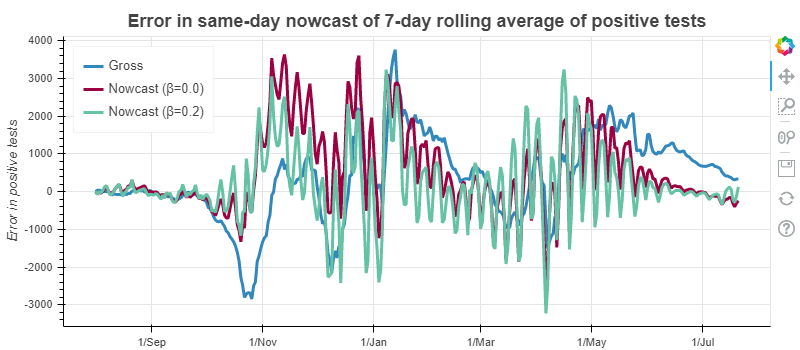 Error in same-day nowcast of 7-day rolling average of positive tests
Error in positive tests
4000
3000
2000
1000
0
-1000
-2000
-3000
Gross
Nowcast (β=0.0)
Nowcast (β=0.2)
1/Sep
1/Nov
1/Jan
1/Mar
1/May
1/Jul